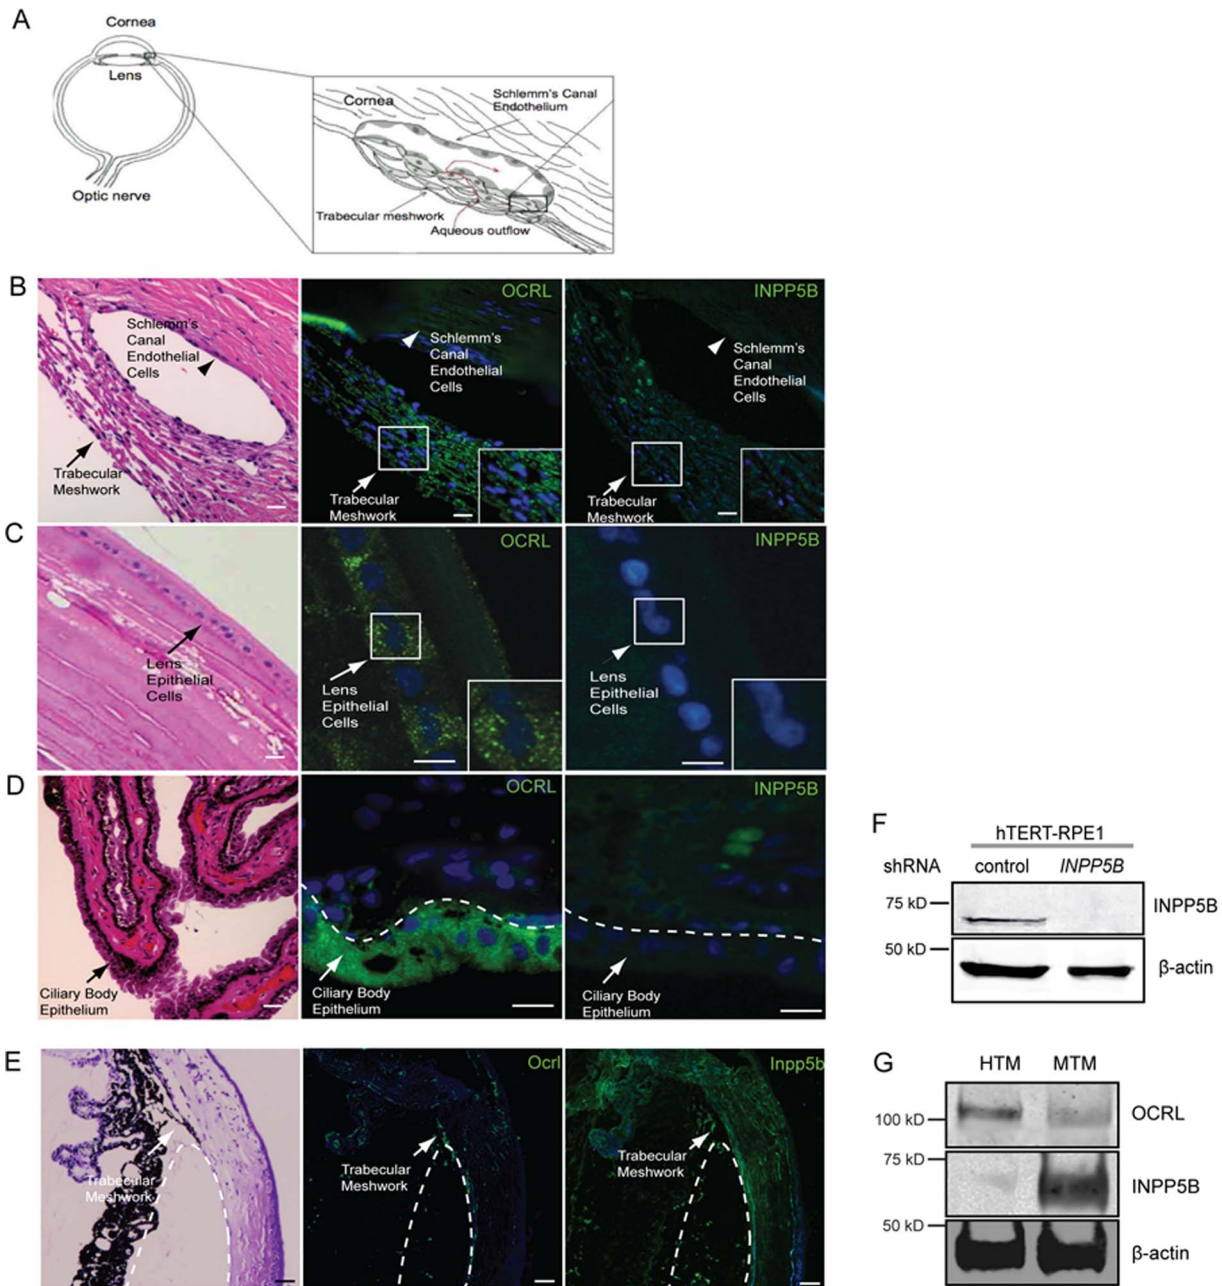 A
Cornea
Lens
Optic nerve
Cornea
Schlemm's Canal
Endothelium
Trabecular meshwork
Aqueous outflow
B
Schlemm's
Canal
Endothelial
Cells
Trabecular
Meshwork
OCRL
Schlemm's
Canal
Endothelial
Cells
Trabecular
Meshwork
INPP5B
Schlemm's
Canal
Endothelial
Cells
Trabecular
Meshwork
C
Lens
Epithelial
Cells
OCRL
Lens
Epithelial
Cells
INPP5B
Lens
Epithelial
Cells
D
Ciliary Body
Epithelium
OCRL
Ciliary Body
Epithelium
INPP5B
Ciliary Body
Epithelium
E
Trabecular
Meshwork
Ocrl
Trabecular
Meshwork
Inpp5b
Trabecular
Meshwork
F
hTERT-RPE1
shRNA control INPP5B
75 kD
INPP5B
50 kD
β-actin
G
HTM MTM
100 kD
OCRL
75 kD
INPP5B
50 kD
β-actin